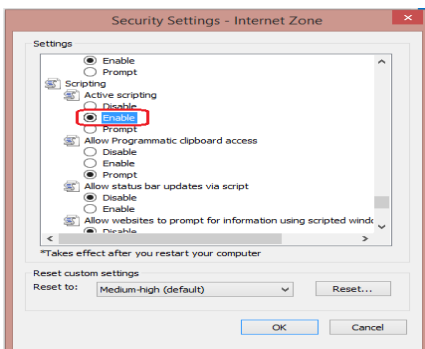 Security Settings - Internet Zone
Settings
Enable
Prompt
Scripting
Active scripting
Disable
Enable
Prompt
Allow Programmatic clipboard access
Disable
Enable
Prompt
Allow status bar updates via script
Disable
Enable
Allow websites to prompt for information using scripted windo
Disable
*Takes effect after you restart your computer
Reset custom settings
Reset to: Medium-high (default) Reset...
OK Cancel